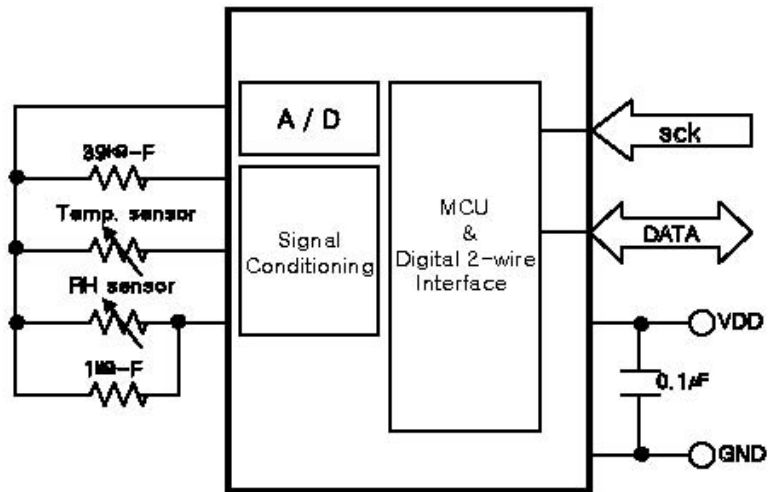 A / D
sck
39kΩ-F
Temp. sensor
Signal
Conditioning
MCU
&
Digital 2-wire
Interface
DATA
RH sensor
VDD
1MΩ-F
0.1μF
GND